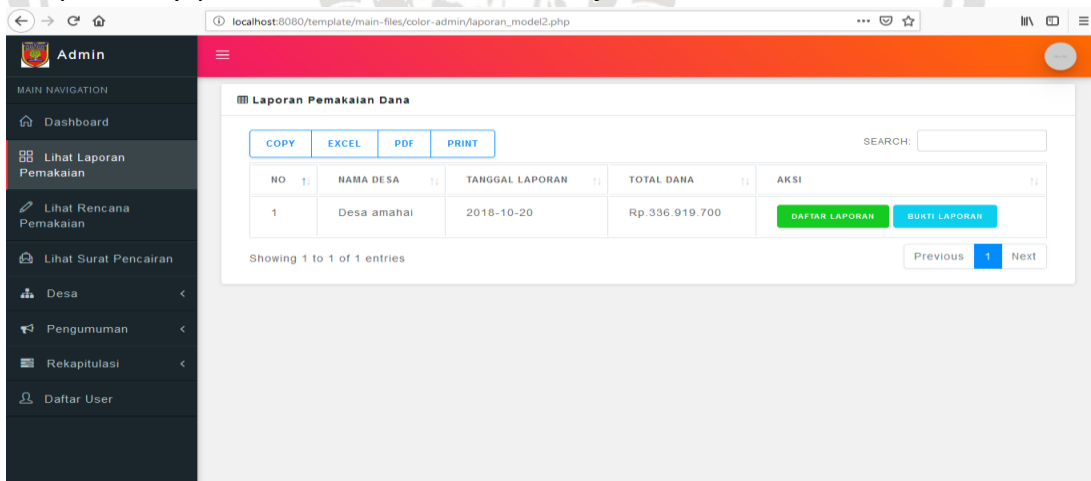 localhost:8080/template/main-files/color-admin/laporan_model2.php
Admin
MAIN NAVIGATION
Dashboard
Lihat Laporan
Pemakaian
Lihat Rencana
Pemakaian
Lihat Surat Pencairan
Desa
Pengumuman
Rekapitulasi
Daftar User
Laporan Pemakaian Dana
COPY EXCEL PDF PRINT SEARCH:
NO NAMA DESA TANGGAL LAPORAN TOTAL DANA AKSI
1 Desa amahai 2018-10-20 Rp.336.919.700 DAFTAR LAPORAN BUKTI LAPORAN
Showing 1 to 1 of 1 entries Previous 1 Next